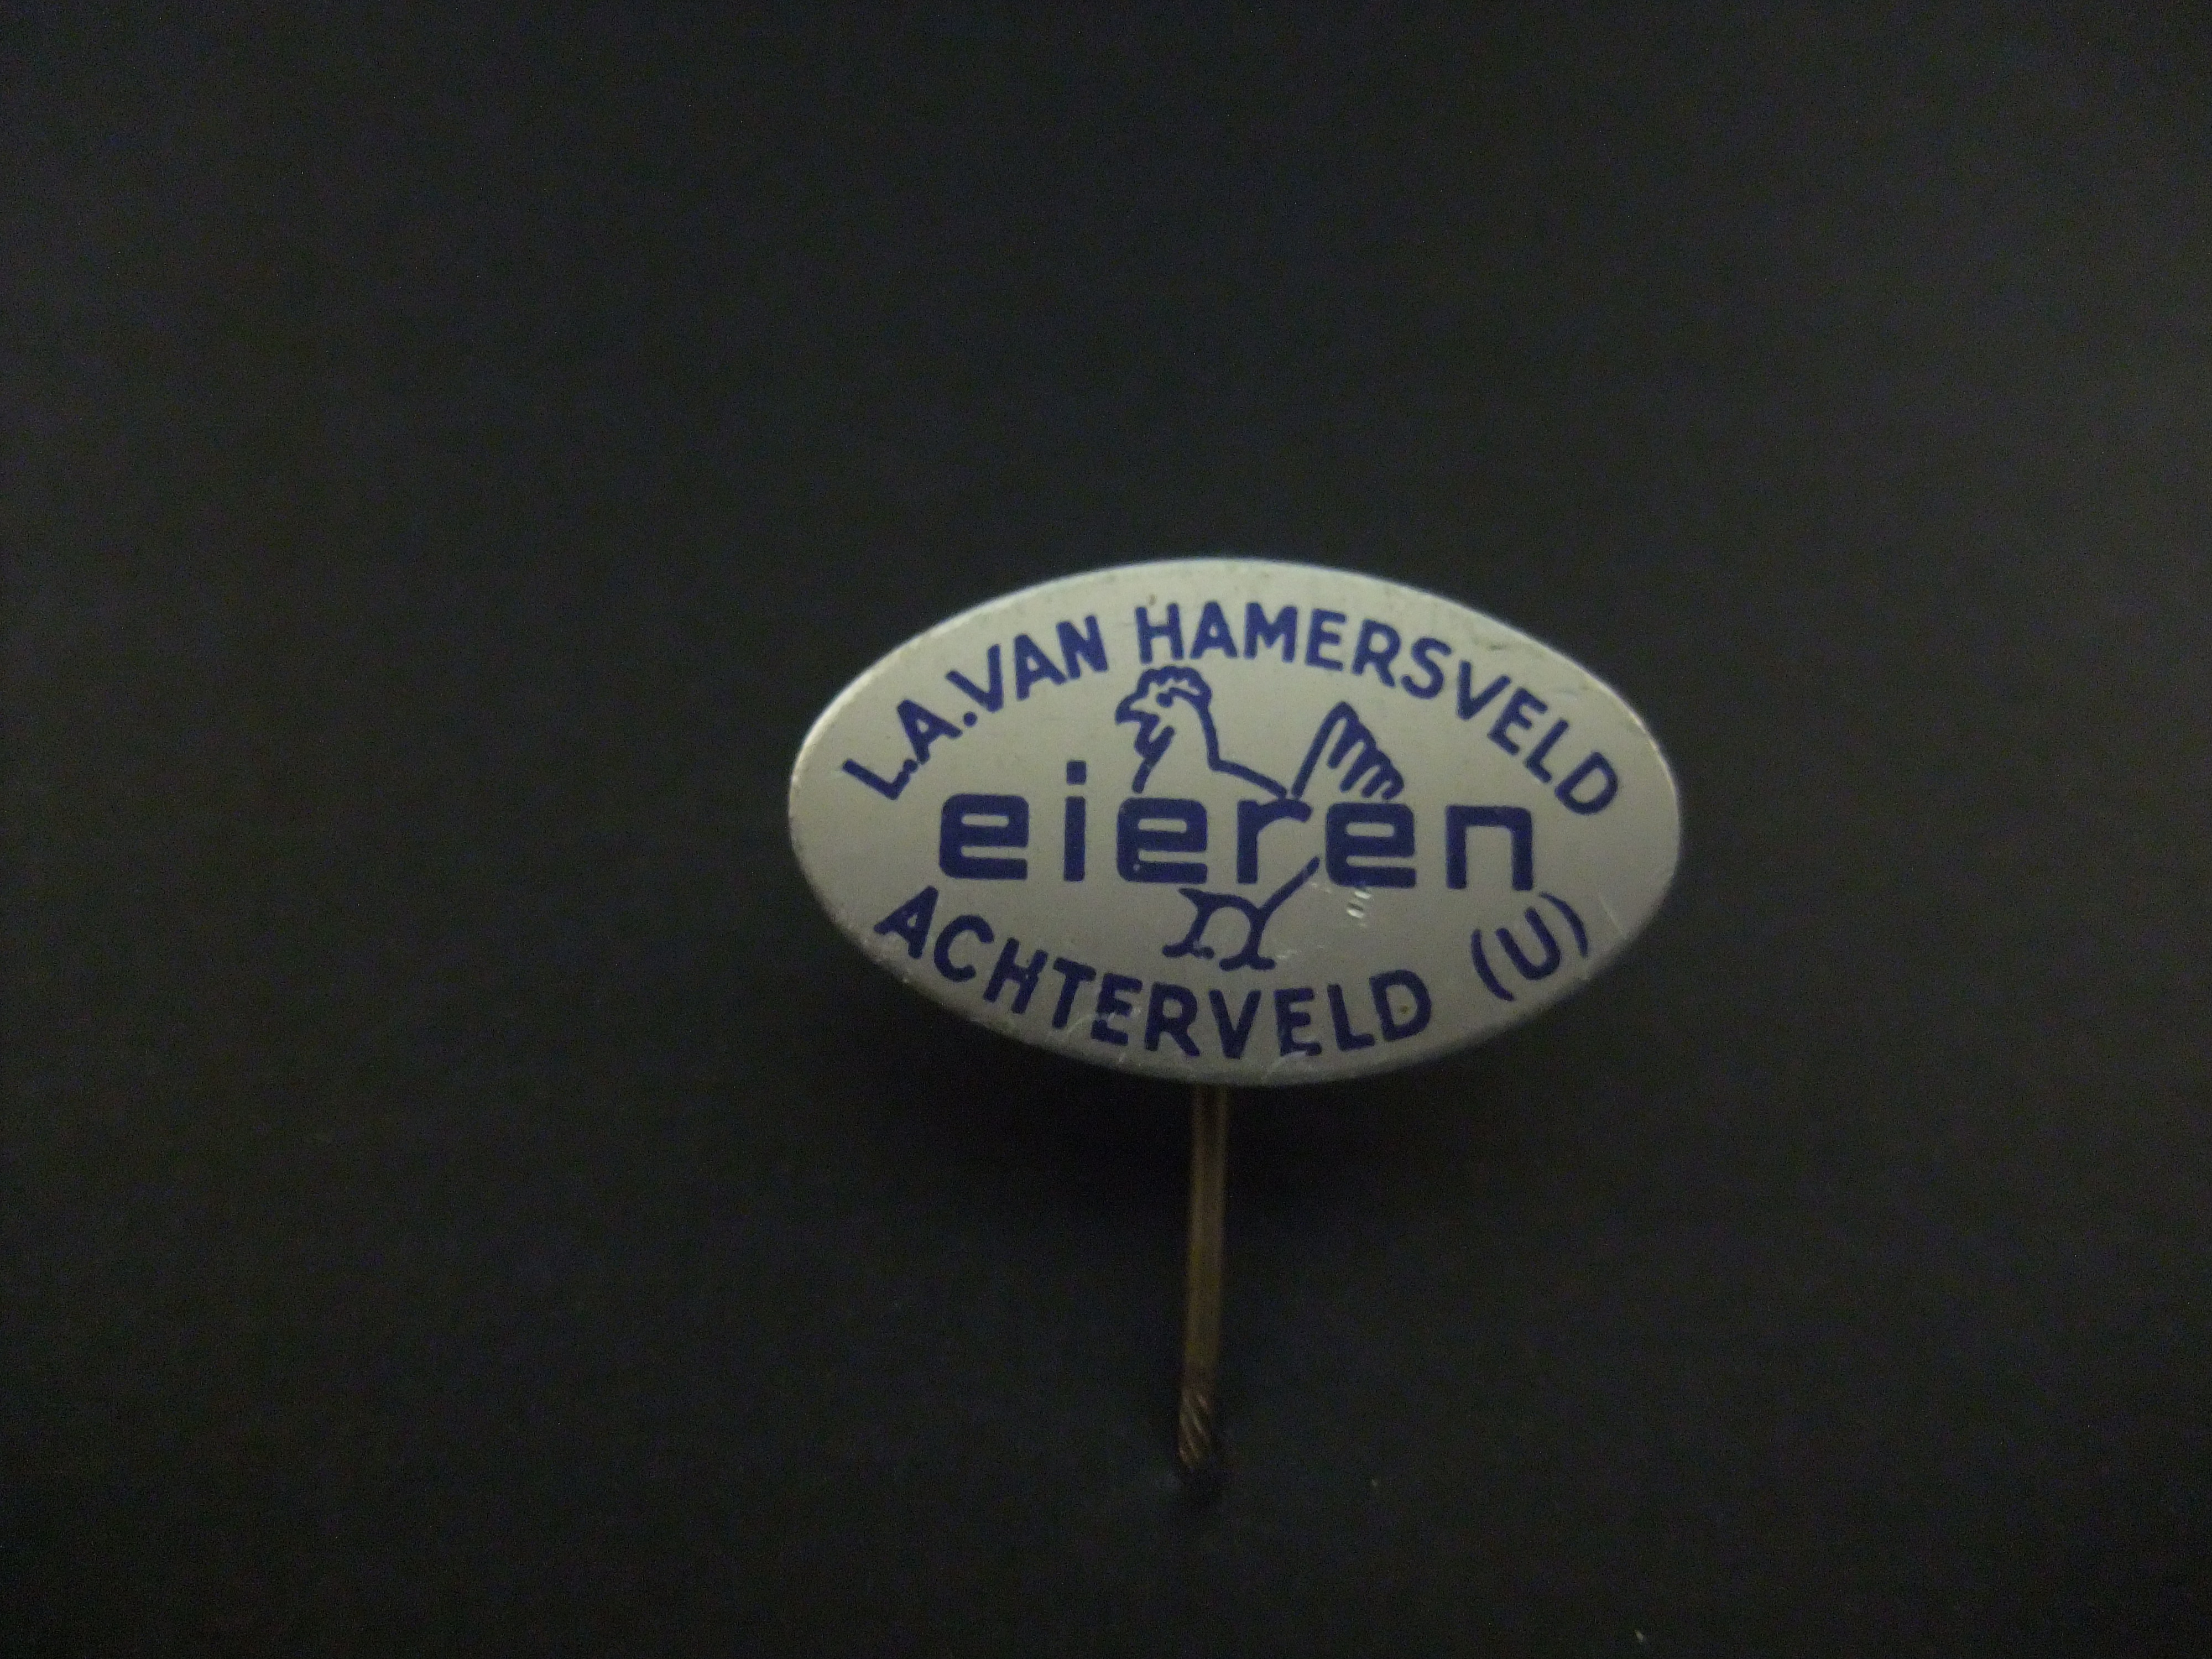 L.A. VAN HAMERSVELD
eieren
ACHTERVELD (U)